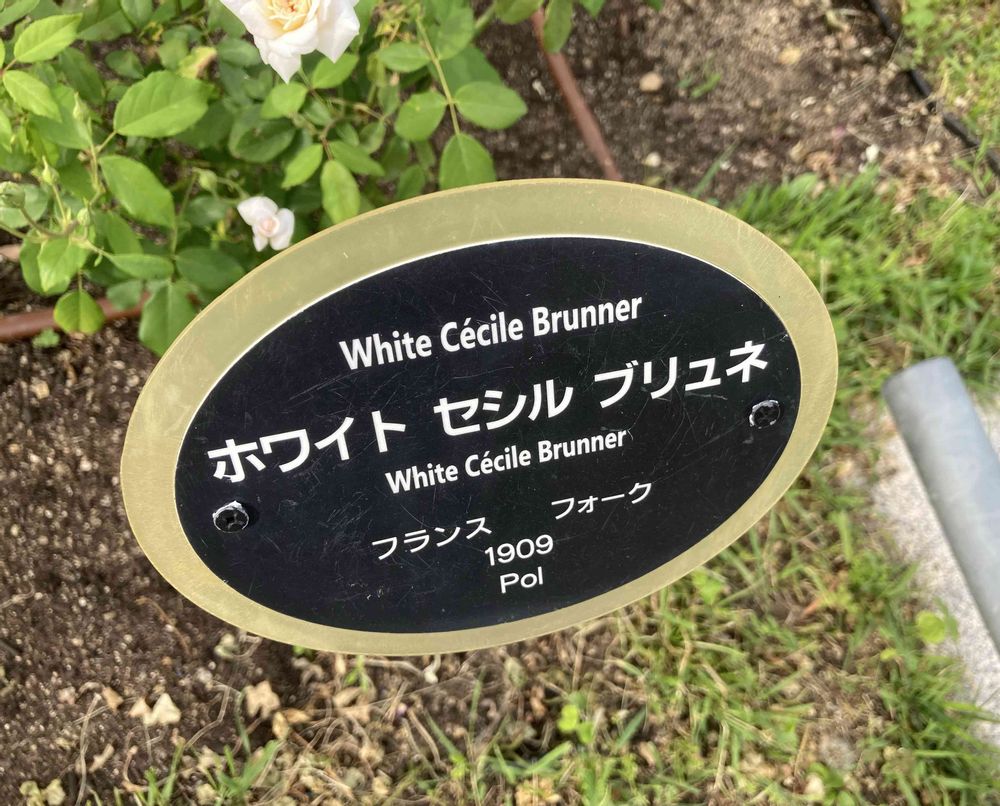 White Cécile Brunner
ホワイト セシル ブリュネ
White Cécile Brunner
フランス フォーク
1909
Pol